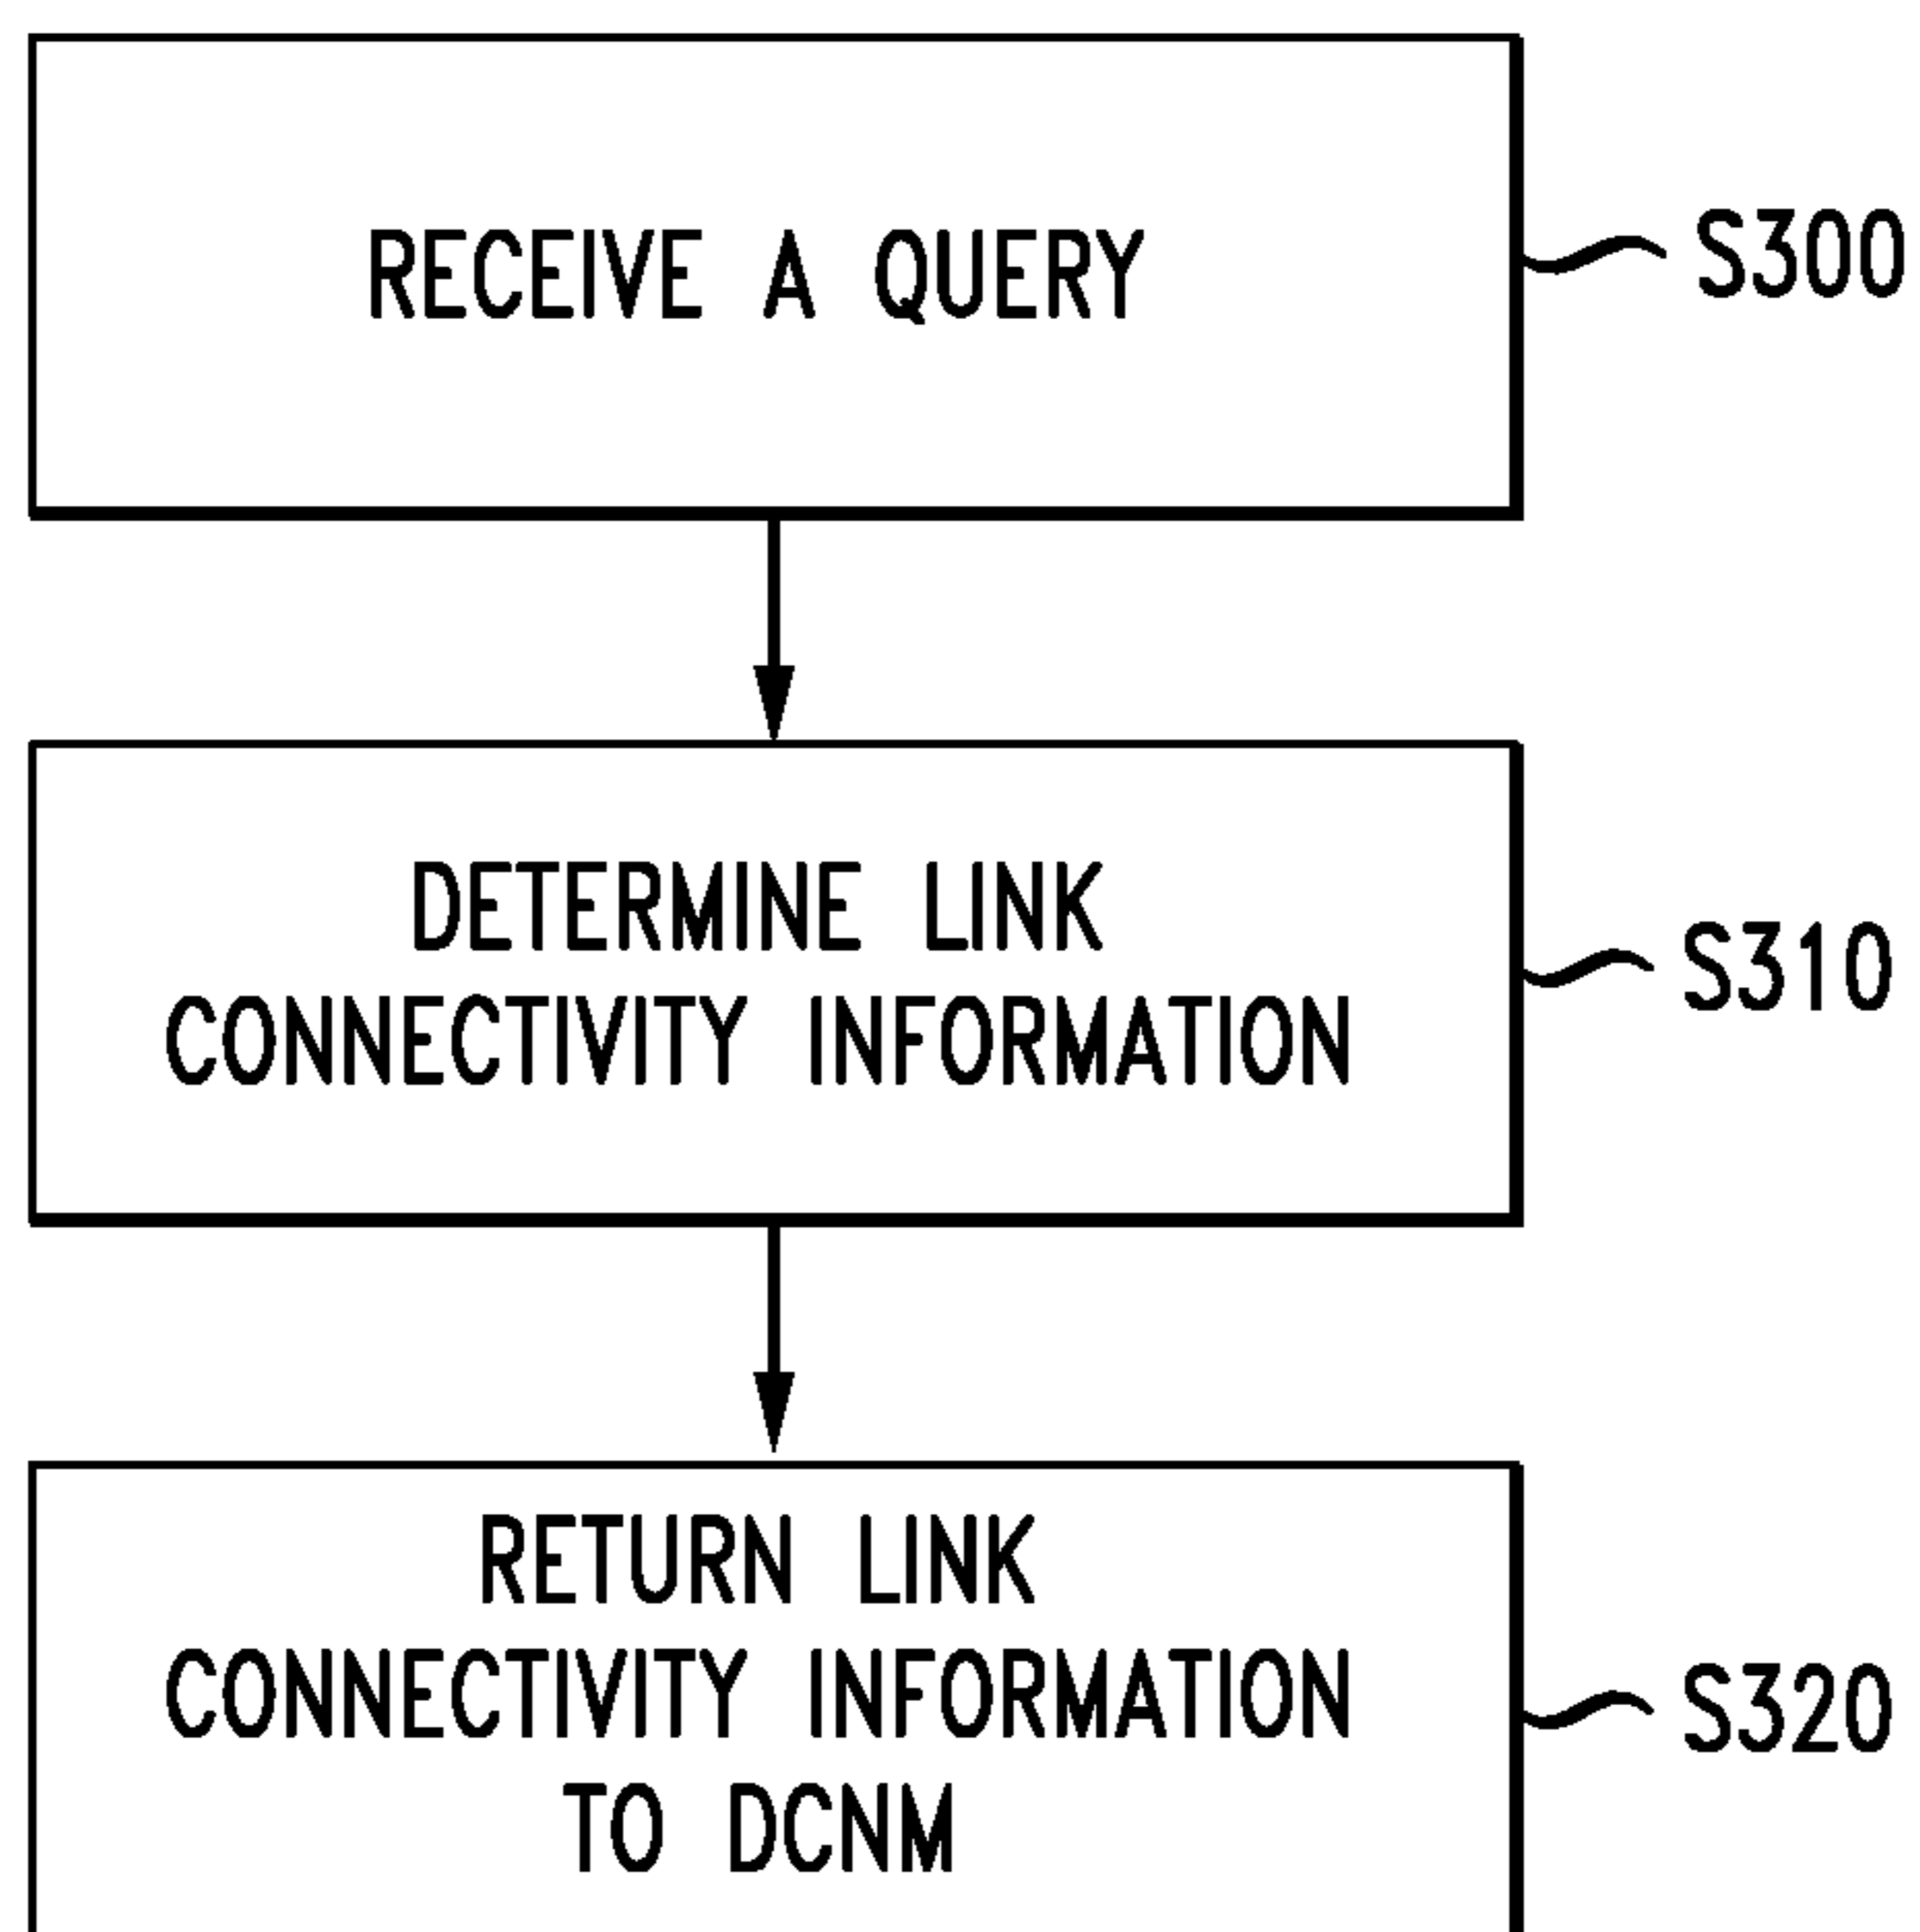 RECEIVE A QUERY
S300
DETERMINE LINK
CONNECTIVITY INFORMATION
S310
RETURN LINK
CONNECTIVITY INFORMATION
TO DCNM
S320